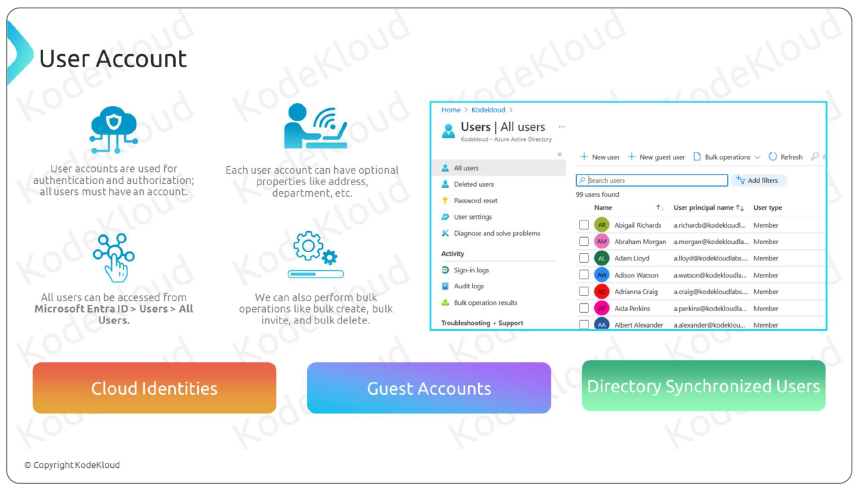 User Account
User accounts are used for
authentication and authorization;
all users must have an account.
Each user account can have optional
properties like address,
department, etc.
All users can be accessed from
Microsoft Entra ID > Users > All
Users.
We can also perform bulk
operations like bulk create, bulk
invite, and bulk delete.
Home > Kodekloud >
Users | All users ...
Kodekloud - Azure Active Directory
«
All users
Deleted users
Password reset
User settings
Diagnose and solve problems
Activity
Sign-in logs
Audit logs
Bulk operation results
Troubleshooting + Support
+ New user + New guest user Bulk operations Refresh
Search users Add filters
99 users found
Name ↑ User principal name ↑↓ User type
AR Abigail Richards a.richards@kodekloudl... Member
AM Abraham Morgan a.morgan@kodekloudla... Member
AL Adam Lloyd a.lloyd@kodekloudlabs.... Member
AW Adison Watson a.watson@kodekloudla... Member
AC Adrianna Craig a.craig@kodekloudlabs... Member
AP Aida Perkins a.perkins@kodekloudla... Member
AA Albert Alexander a.alexander@kodeklou... Member
Cloud Identities
Guest Accounts
Directory Synchronized Users
© Copyright KodeKloud
KodeKloud